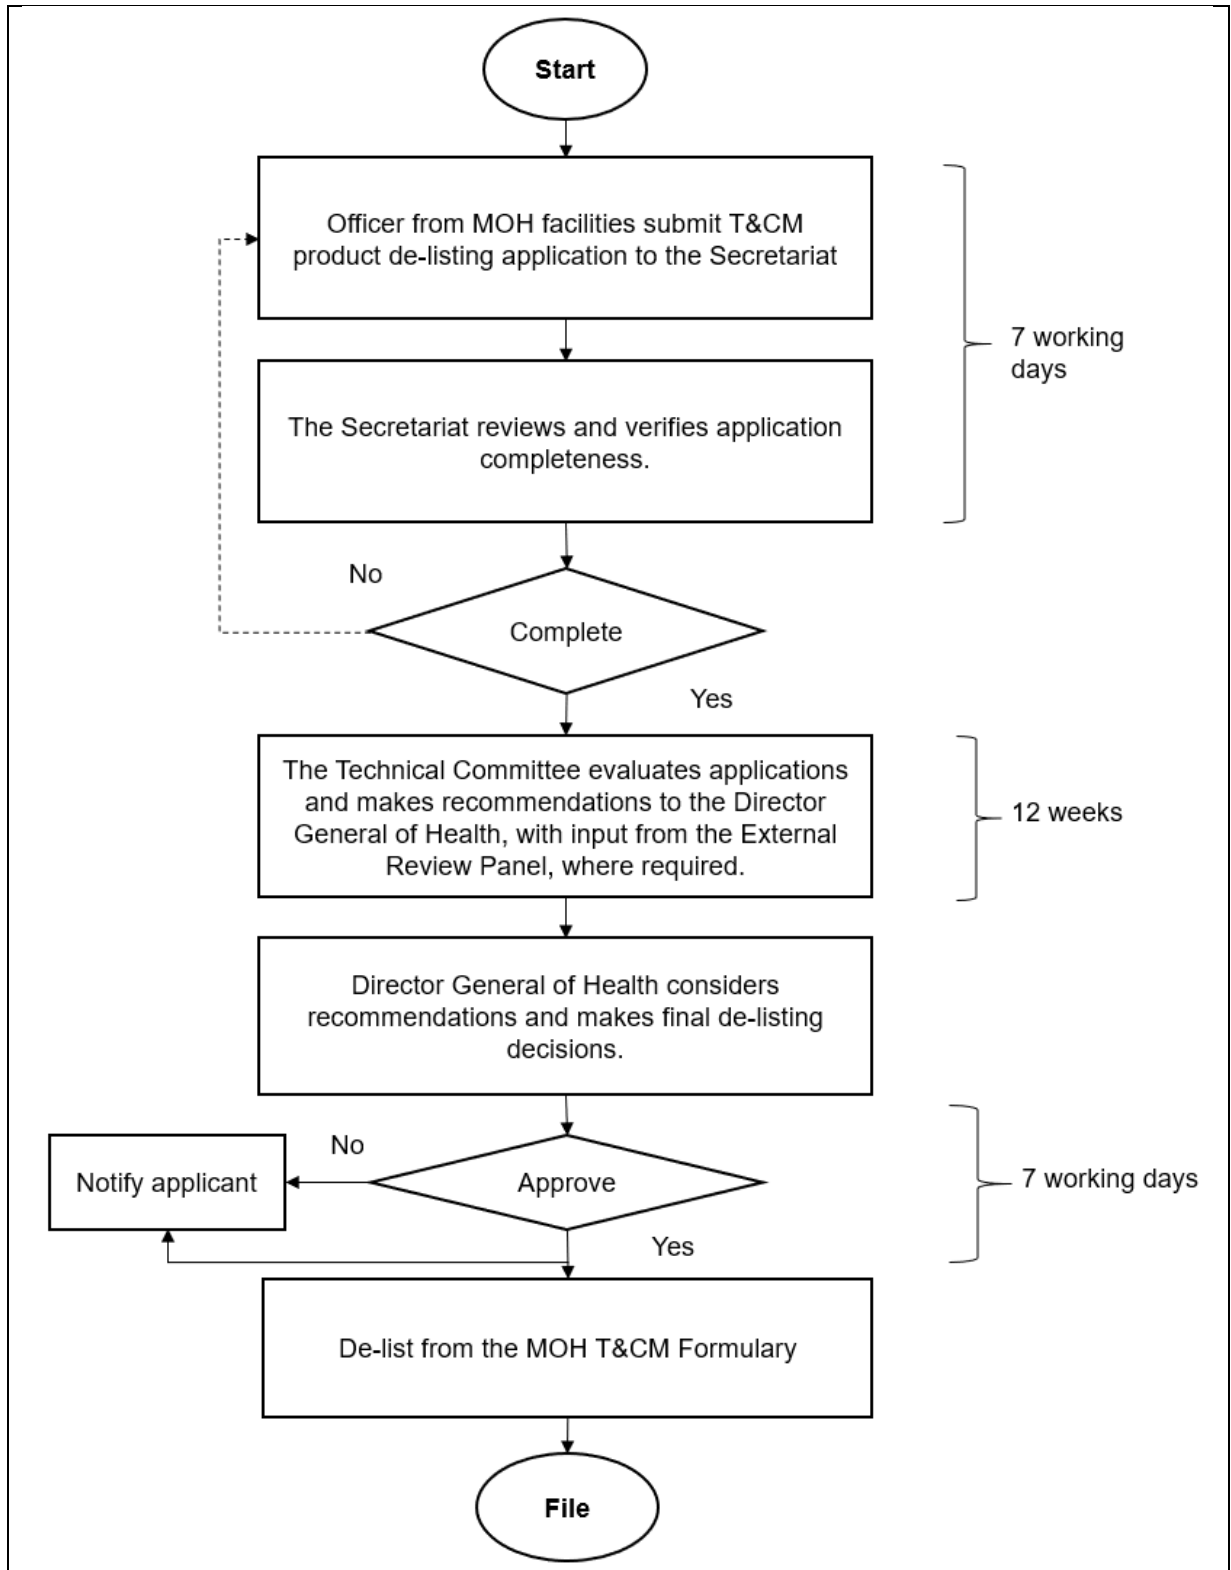 Start
Officer from MOH facilities submit T&CM
product de-listing application to the Secretariat
7 working
days
The Secretariat reviews and verifies application
completeness.
No
Complete
Yes
The Technical Committee evaluates applications
and makes recommendations to the Director
General of Health, with input from the External
Review Panel, where required.
12 weeks
Director General of Health considers
recommendations and makes final de-listing
decisions.
No
Notify applicant
Approve
7 working days
Yes
De-list from the MOH T&CM Formulary
File